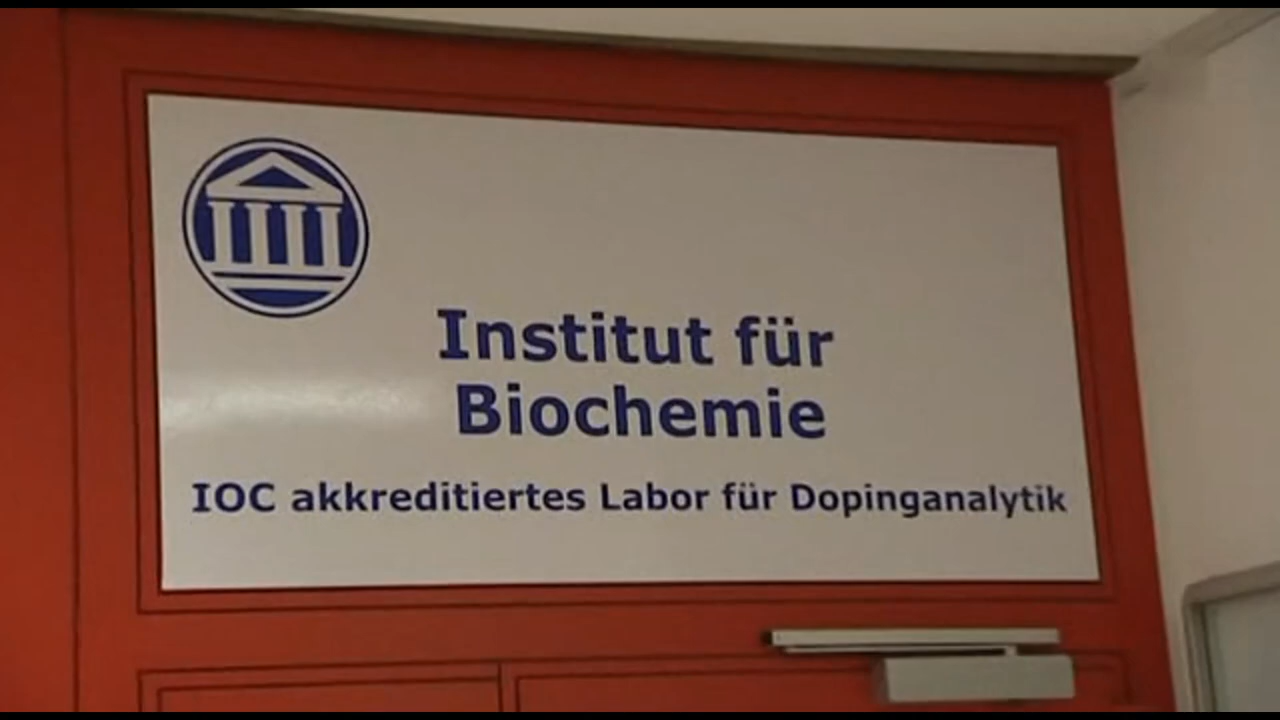 Institut für
Biochemie
IOC akkreditiertes Labor für Dopinganalytik